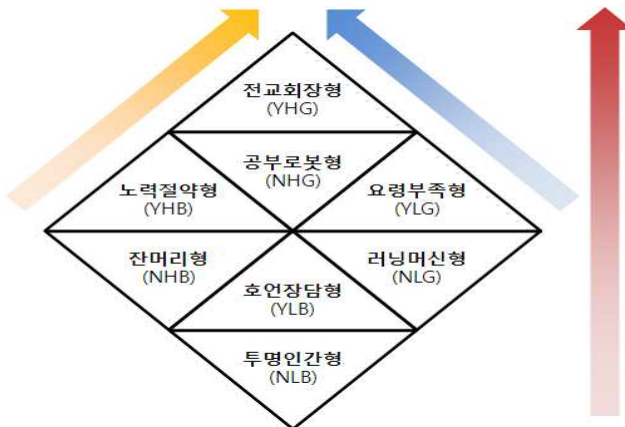 전교회장형
(YHG)
공부로봇형
(NHG)
노력절약형
(YHB)
요령부족형
(YLG)
잔머리형
(NHB)
러닝머신형
(NLG)
호언장담형
(YLB)
투명인간형
(NLB)